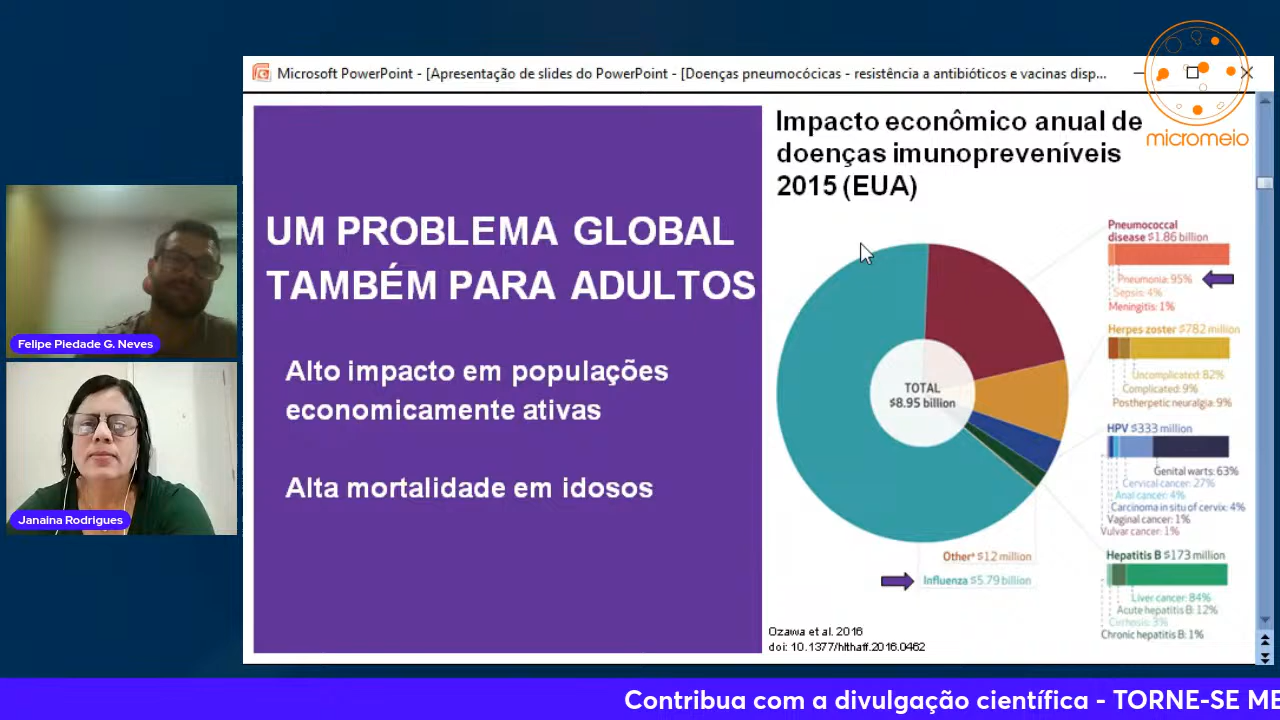 Microsoft PowerPoint - [Apresentação de slides do PowerPoint - [Doenças pneumocócicas - resistência a antibióticos e vacinas disp...
micromeio
UM PROBLEMA GLOBAL
TAMBÉM PARA ADULTOS
Alto impacto em populações
economicamente ativas
Alta mortalidade em idosos
Impacto econômico anual de
doenças imunopreveníveis
2015 (EUA)
TOTAL
$8.95 billion
Pneumococcal
disease $1.86 billion
Pneumonia: 95%
Sepsis: 4%
Meningitis: 1%
Herpes zoster $782 million
Uncomplicated: 82%
Complicated: 9%
Postherpetic neuralgia: 9%
HPV $333 million
Genital warts: 63%
Cervical cancer: 27%
Anal cancer: 4%
Carcinoma in situ of cervix: 4%
Vaginal cancer: 1%
Vulvar cancer: 1%
Hepatitis B $173 million
Liver cancer: 84%
Acute hepatitis B: 12%
Cirrhosis: 3%
Chronic hepatitis B: 1%
Otherᵃ $12 million
Influenza $5.79 billion
Ozawa et al. 2016
doi: 10.1377/hlthaff.2016.0462
Felipe Piedade G. Neves
Janaina Rodrigues
Contribua com a divulgação científica - TORNE-SE ME